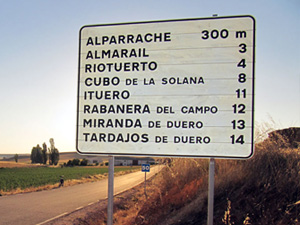 ALPARRACHE 300 m
ALMARAIL 3
RIOTUERTO 4
CUBO DE LA SOLANA 8
ITUERO 11
RABANERA DEL CAMPO 12
MIRANDA DE DUERO 13
TARDAJOS DE DUERO 14